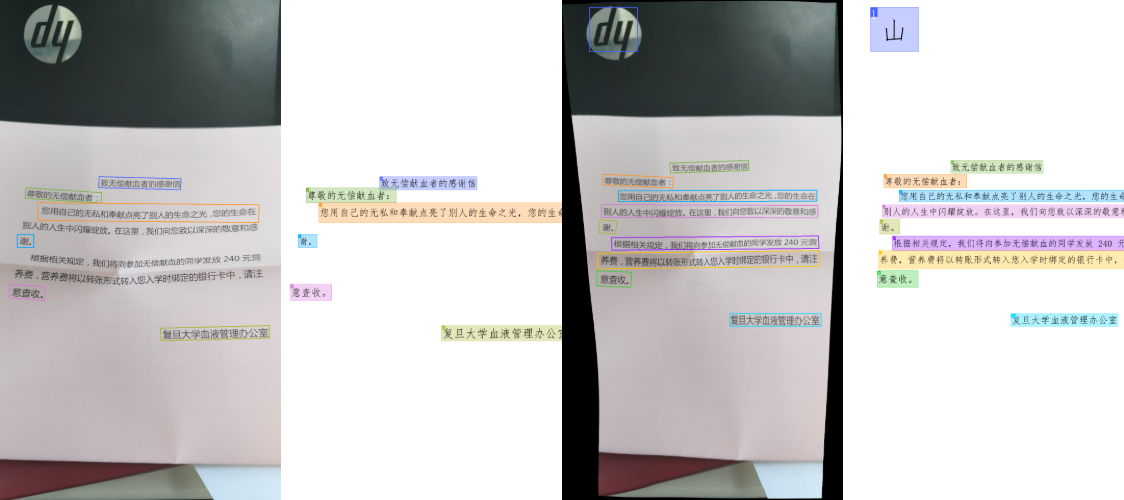 hp
致无偿献血者的感谢信
尊敬的无偿献血者：
您用自己的无私和奉献点亮了别人的生命之光，您的生命在
别人的人生中闪耀绽放。在这里，我们向您致以深深的敬意和感
谢。
根据相关规定，我们将向参加无偿献血的同学发放 240 元营
养费，营养费将以转账形式转入您入学时绑定的银行卡中，请注
意查收。
复旦大学血液管理办公室
致无偿献血者的感谢信
尊敬的无偿献血者：
您用自己的无私和奉献点亮了别人的生命之光，您的生
意查收。
复旦大学血液管理办公
hp
致无偿献血者的感谢信
尊敬的无偿献血者：
您用自己的无私和奉献点亮了别人的生命之光，您的生命在
别人的人生中闪耀绽放。在这里，我们向您致以深深的敬意和感
谢。
根据相关规定，我们将向参加无偿献血的同学发放 240 元营
养费，营养费将以转账形式转入您入学时绑定的银行卡中，请注
意查收。
复旦大学血液管理办公室
1
山
致无偿献血者的感谢信
尊敬的无偿献血者：
您用自己的无私和奉献点亮了别人的生命之光，您的生
别人的人生中闪耀绽放。在这里，我们向您致以深深的敬意
谢。
根据相关规定，我们将向参加无偿献血的同学发放 240 元
养费，营养费将以转账形式转入您入学时绑定的银行卡中，
意查收。
复旦大学血液管理办公室